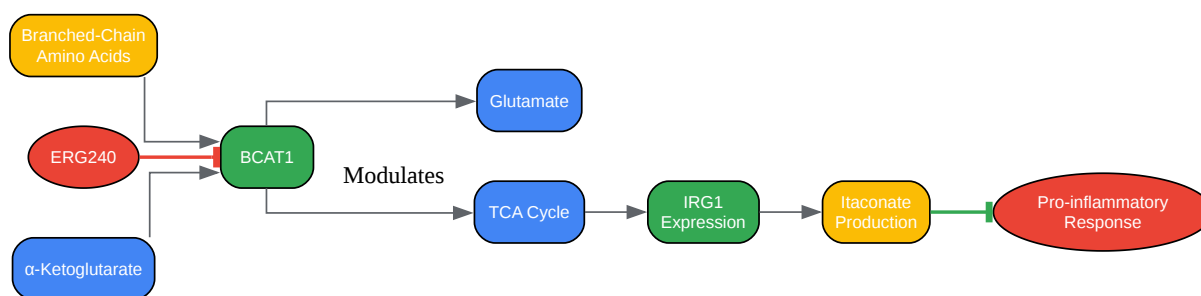 Branched-Chain
Amino Acids
Glutamate
ERG240
BCAT1
Modulates
TCA Cycle
IRG1
Expression
Itaconate
Production
Pro-inflammatory
Response
α-Ketoglutarate